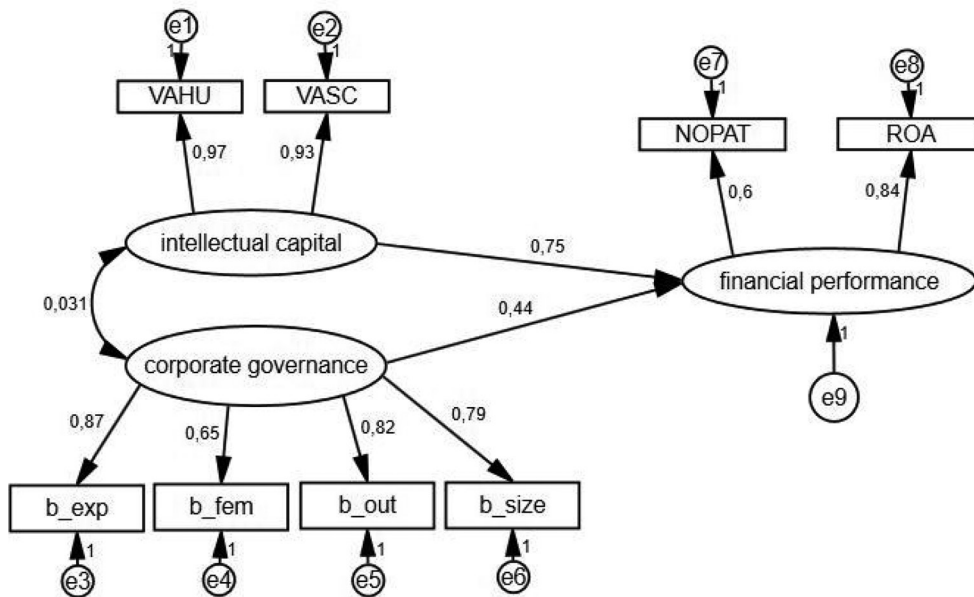 e1
1
e2
1
VAHU
VASC
e7
1
e8
1
NOPAT
ROA
0,97
0,93
0,6
0,84
intellectual capital
0,75
financial performance
0,031
0,44
1
corporate governance
e9
0,87
0,65
0,82
0,79
b_exp
b_fem
b_out
b_size
1
1
1
1
e3
e4
e5
e6